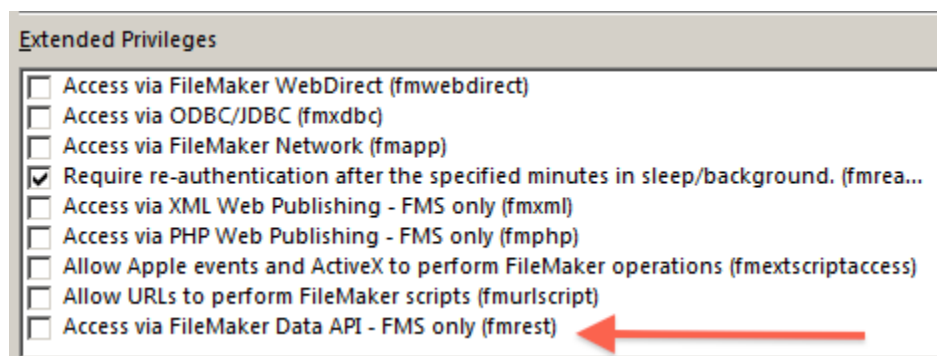 Extended Privileges
Access via FileMaker WebDirect (fmwebdirect)
Access via ODBC/JDBC (fmxdbc)
Access via FileMaker Network (fmapp)
Require re-authentication after the specified minutes in sleep/background. (fmrea...
Access via XML Web Publishing - FMS only (fmxml)
Access via PHP Web Publishing - FMS only (fmphp)
Allow Apple events and ActiveX to perform FileMaker operations (fmextscriptaccess)
Allow URLs to perform FileMaker scripts (fmurlscript)
Access via FileMaker Data API - FMS only (fmrest)